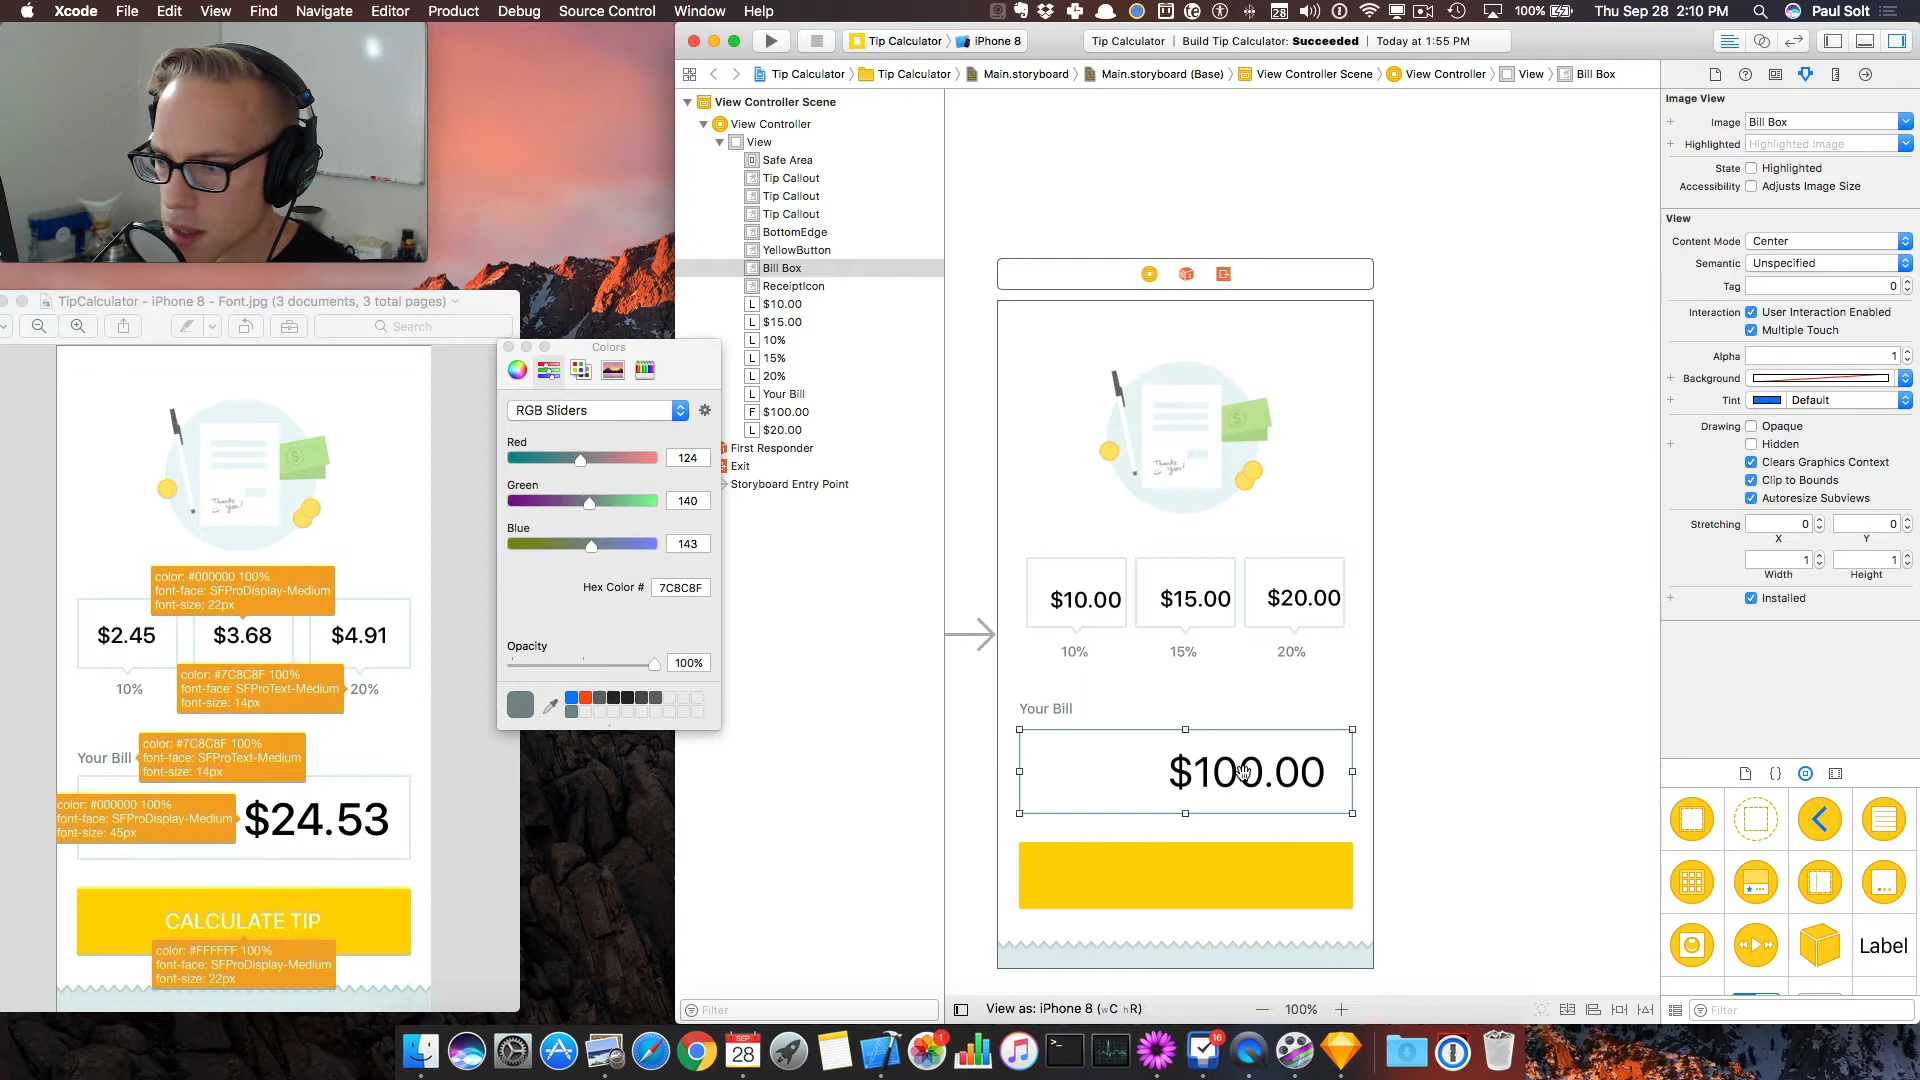 Xcode File Edit View Find Navigate Editor Product Debug Source Control Window Help
28 100% Thu Sep 28 2:10 PM Paul Solt
Tip Calculator iPhone 8
Tip Calculator Build Tip Calculator: Succeeded Today at 1:55 PM
Tip Calculator Tip Calculator Main.storyboard Main.storyboard (Base) View Controller Scene View Controller View Bill Box
View Controller Scene
View Controller
View
Safe Area
Tip Callout
Tip Callout
Tip Callout
BottomEdge
YellowButton
Bill Box
ReceiptIcon
L $10.00
L $15.00
L 10%
L 15%
L 20%
L Your Bill
F $100.00
L $20.00
First Responder
Exit
Storyboard Entry Point
Filter
TipCalculator - iPhone 8 - Font.jpg (3 documents, 3 total pages)
Search
Thank you!
color: #000000 100%
font-face: SFProDisplay-Medium
font-size: 22px
$2.45 $3.68 $4.91
10%
color: #7C8C8F 100%
font-face: SFProText-Medium
font-size: 14px
20%
Your Bill
color: #7C8C8F 100%
font-face: SFProText-Medium
font-size: 14px
color: #000000 100%
font-face: SFProDisplay-Medium
font-size: 45px
$24.53
CALCULATE TIP
color: #FFFFFF 100%
font-face: SFProDisplay-Medium
font-size: 22px
Colors
RGB Sliders
Red
124
Green
140
Blue
143
Hex Color # 7C8C8F
Opacity
100%
Thank you!
$10.00 $15.00 $20.00
10% 15% 20%
Your Bill
$100.00
View as: iPhone 8 (wC hR)
100%
Image View
Image Bill Box
Highlighted Highlighted Image
State Highlighted
Accessibility Adjusts Image Size
View
Content Mode Center
Semantic Unspecified
Tag 0
Interaction User Interaction Enabled
Multiple Touch
Alpha 1
Background
Tint Default
Drawing Opaque
Hidden
Clears Graphics Context
Clip to Bounds
Autoresize Subviews
Stretching 0 0
X Y
1 1
Width Height
Installed
Label
Filter
SEP
28
1
16